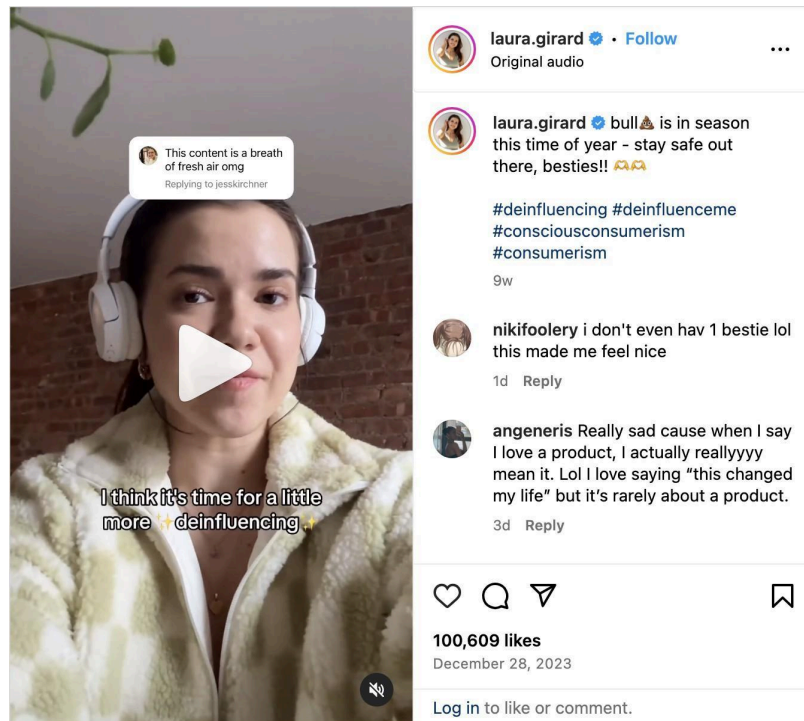 This content is a breath
of fresh air omg
Replying to jesskirchner
I think it's time for a little
more ✨deinfluencing✨
laura.girard • Follow
Original audio
laura.girard bull💩 is in season
this time of year - stay safe out
there, besties!! 🫶🫶
#deinfluencing #deinfluenceme
#consciousconsumerism
#consumerism
9w
nikifoolery i don't even hav 1 bestie lol
this made me feel nice
1d Reply
angeneris Really sad cause when I say
I love a product, I actually reallyyyy
mean it. Lol I love saying “this changed
my life” but it’s rarely about a product.
3d Reply
100,609 likes
December 28, 2023
Log in to like or comment.